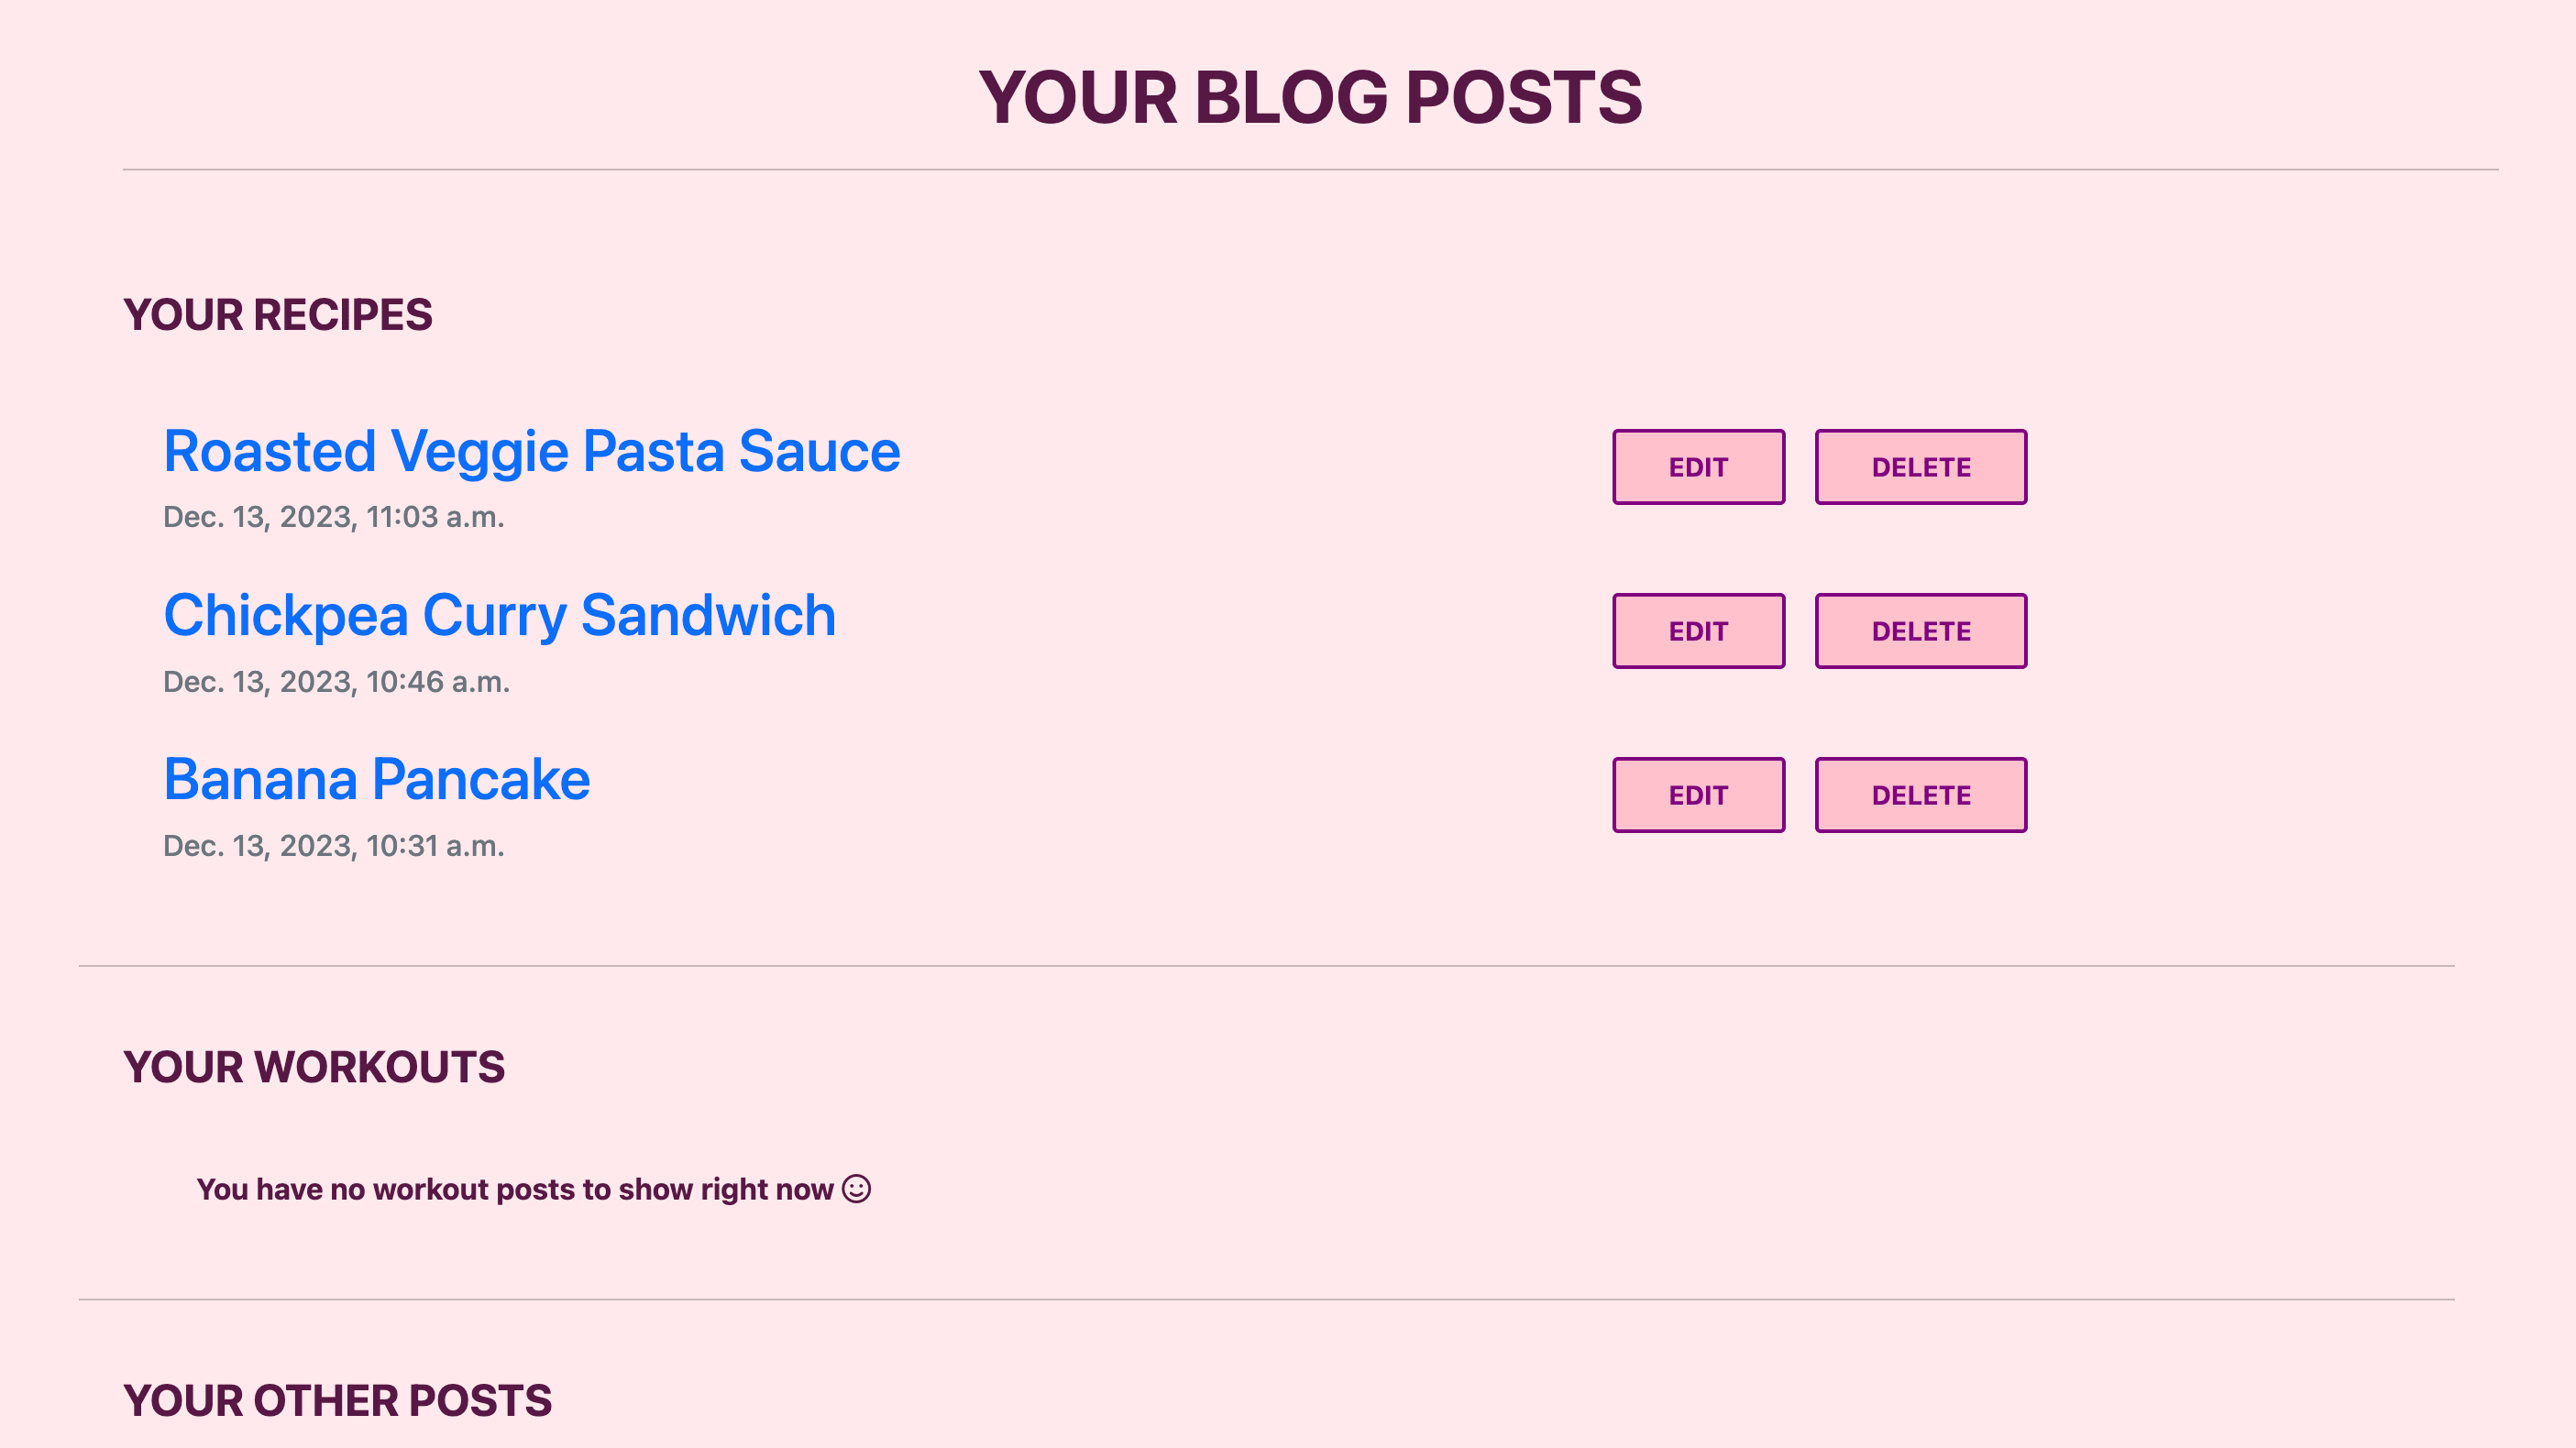 YOUR BLOG POSTS
YOUR RECIPES
Roasted Veggie Pasta Sauce
EDIT
DELETE
Dec. 13, 2023, 11:03 a.m.
Chickpea Curry Sandwich
EDIT
DELETE
Dec. 13, 2023, 10:46 a.m.
Banana Pancake
EDIT
DELETE
Dec. 13, 2023, 10:31 a.m.
YOUR WORKOUTS
You have no workout posts to show right now
YOUR OTHER POSTS